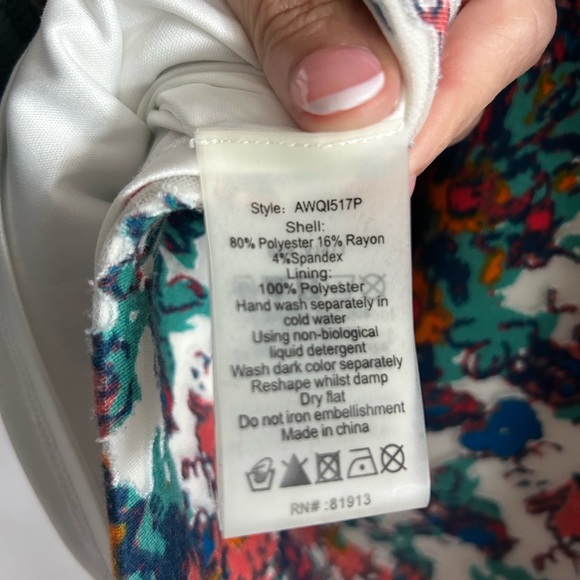 Style: AWQI517P
Shell:
80% Polyester 16% Rayon
4%Spandex
Lining:
100% Polyester
Hand wash separately in
cold water
Using non-biological
liquid detergent
Wash dark color separately
Reshape whilst damp
Dry flat
Do not iron embellishment
Made in china
RN# :81913